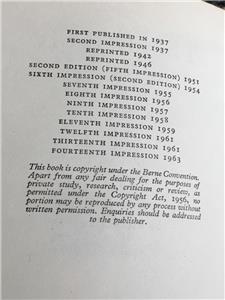 FIRST PUBLISHED IN 1937
SECOND IMPRESSION 1937
REPRINTED 1942
REPRINTED 1946
SECOND EDITION (FIFTH IMPRESSION) 1951
SIXTH IMPRESSION (SECOND EDITION) 1954
SEVENTH IMPRESSION 1955
EIGHTH IMPRESSION 1956
NINTH IMPRESSION 1957
TENTH IMPRESSION 1958
ELEVENTH IMPRESSION 1959
TWELFTH IMPRESSION 1961
THIRTEENTH IMPRESSION 1961
FOURTEENTH IMPRESSION 1963
This book is copyright under the Berne Convention.
Apart from any fair dealing for the purposes of
private study, research, criticism or review, as
permitted under the Copyright Act, 1956, no
portion may be reproduced by any process without
written permission. Enquiries should be addressed
to the publisher.